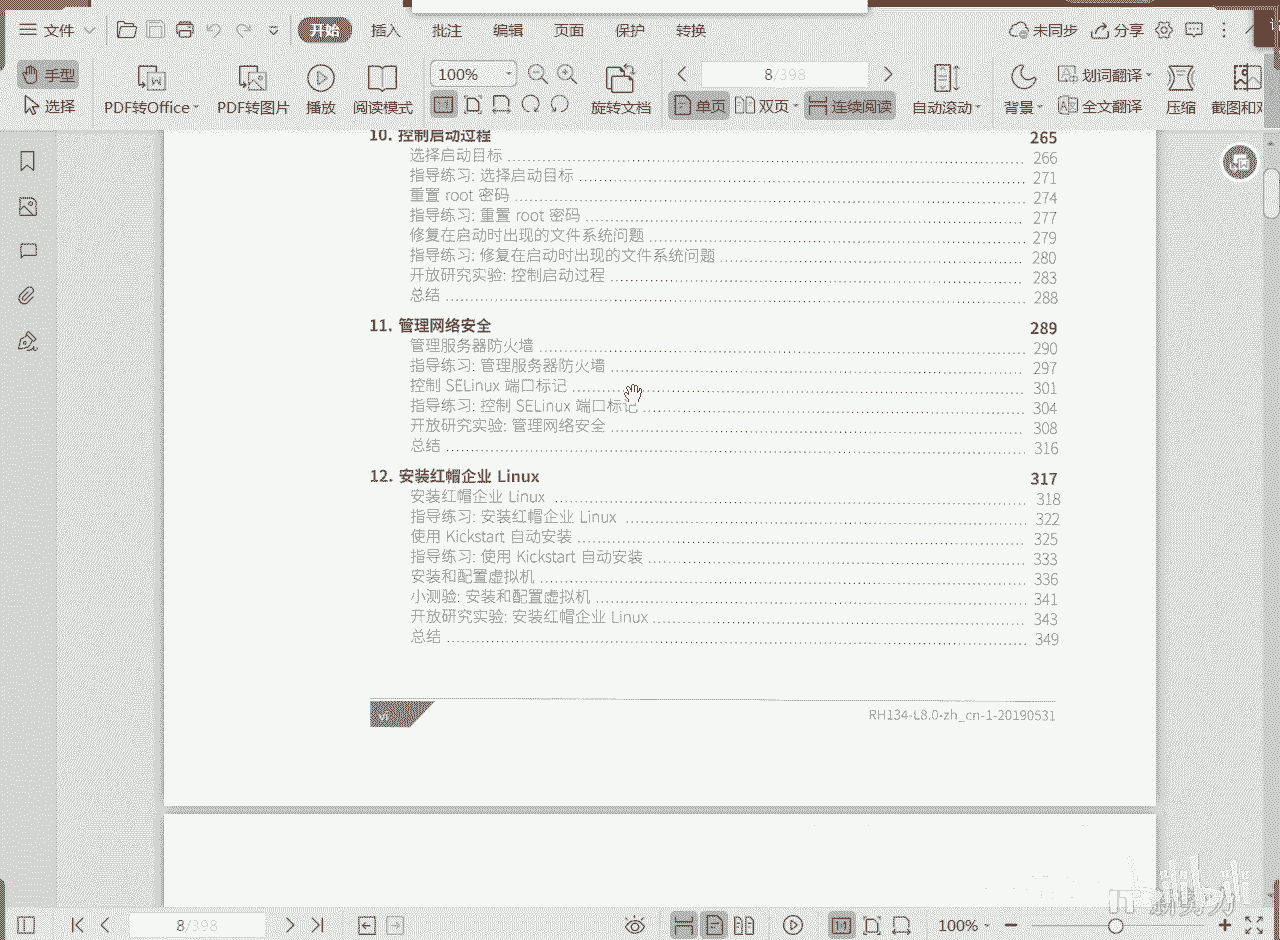 文件 开始 插入 批注 编辑 页面 保护 转换 未同步 分享
手型 100% 8/398 划词翻译
选择 PDF转Office PDF转图片 播放 阅读模式 旋转文档 单页 双页 连续阅读 自动滚动 背景 全文翻译 压缩 截图和对
10. 控制启动过程 265
选择启动目标 266
指导练习: 选择启动目标 271
重置 root 密码 274
指导练习: 重置 root 密码 277
修复在启动时出现的文件系统问题 279
指导练习: 修复在启动时出现的文件系统问题 280
开放研究实验: 控制启动过程 283
总结 288
11. 管理网络安全 289
管理服务器防火墙 290
指导练习: 管理服务器防火墙 297
控制 SELinux 端口标记 301
指导练习: 控制 SELinux 端口标记 304
开放研究实验: 管理网络安全 308
总结 316
12. 安装红帽企业 Linux 317
安装红帽企业 Linux 318
指导练习: 安装红帽企业 Linux 322
使用 Kickstart 自动安装 325
指导练习: 使用 Kickstart 自动安装 333
安装和配置虚拟机 336
小测验: 安装和配置虚拟机 341
开放研究实验: 安装红帽企业 Linux 343
总结 349
vi RH134-L8.0-zh_cn-1-20190531
bilibili
8/398 100%